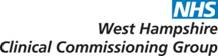 NHS
West Hampshire
Clinical Commissioning Group